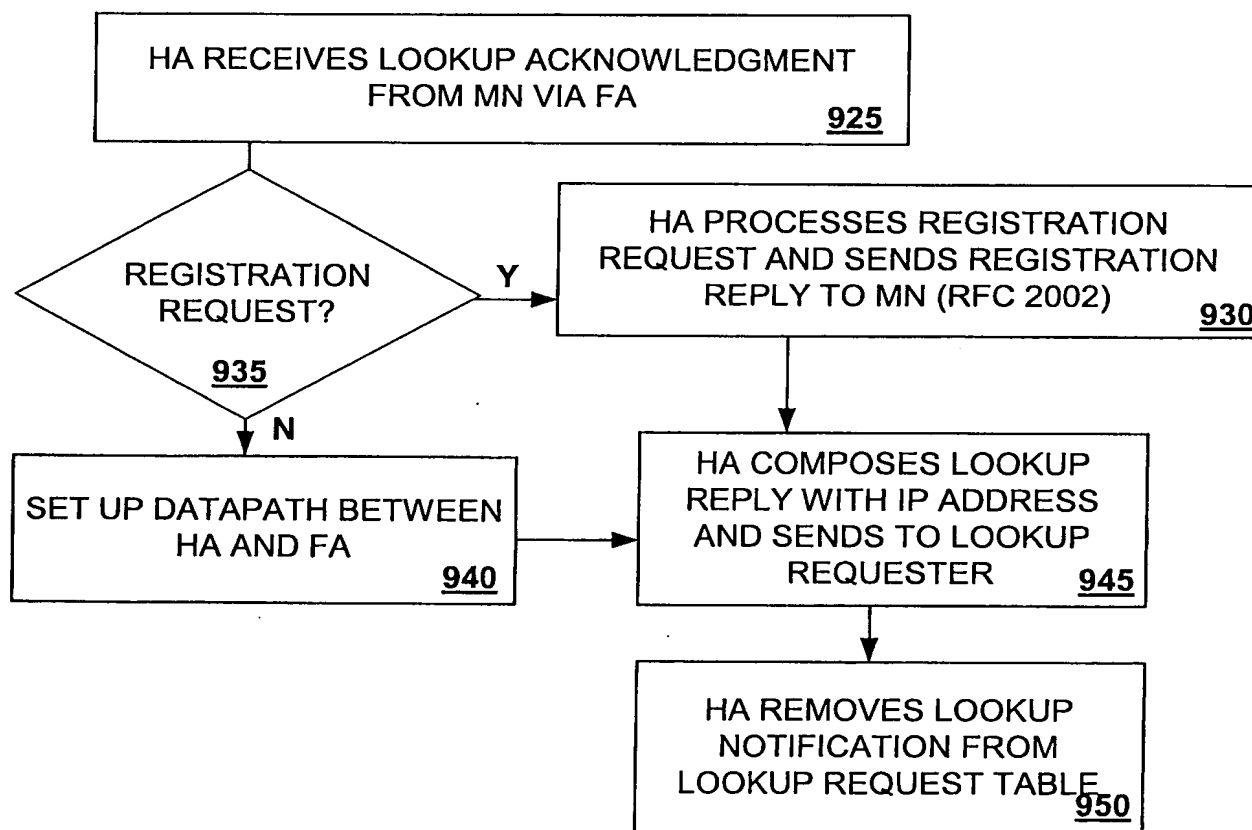 HA RECEIVES LOOKUP ACKNOWLEDGMENT
FROM MN VIA FA
925
REGISTRATION
REQUEST?
935
Y
N
HA PROCESSES REGISTRATION
REQUEST AND SENDS REGISTRATION
REPLY TO MN (RFC 2002)
930
SET UP DATAPATH BETWEEN
HA AND FA
940
HA COMPOSES LOOKUP
REPLY WITH IP ADDRESS
AND SENDS TO LOOKUP
REQUESTER
945
HA REMOVES LOOKUP
NOTIFICATION FROM
LOOKUP REQUEST TABLE
950